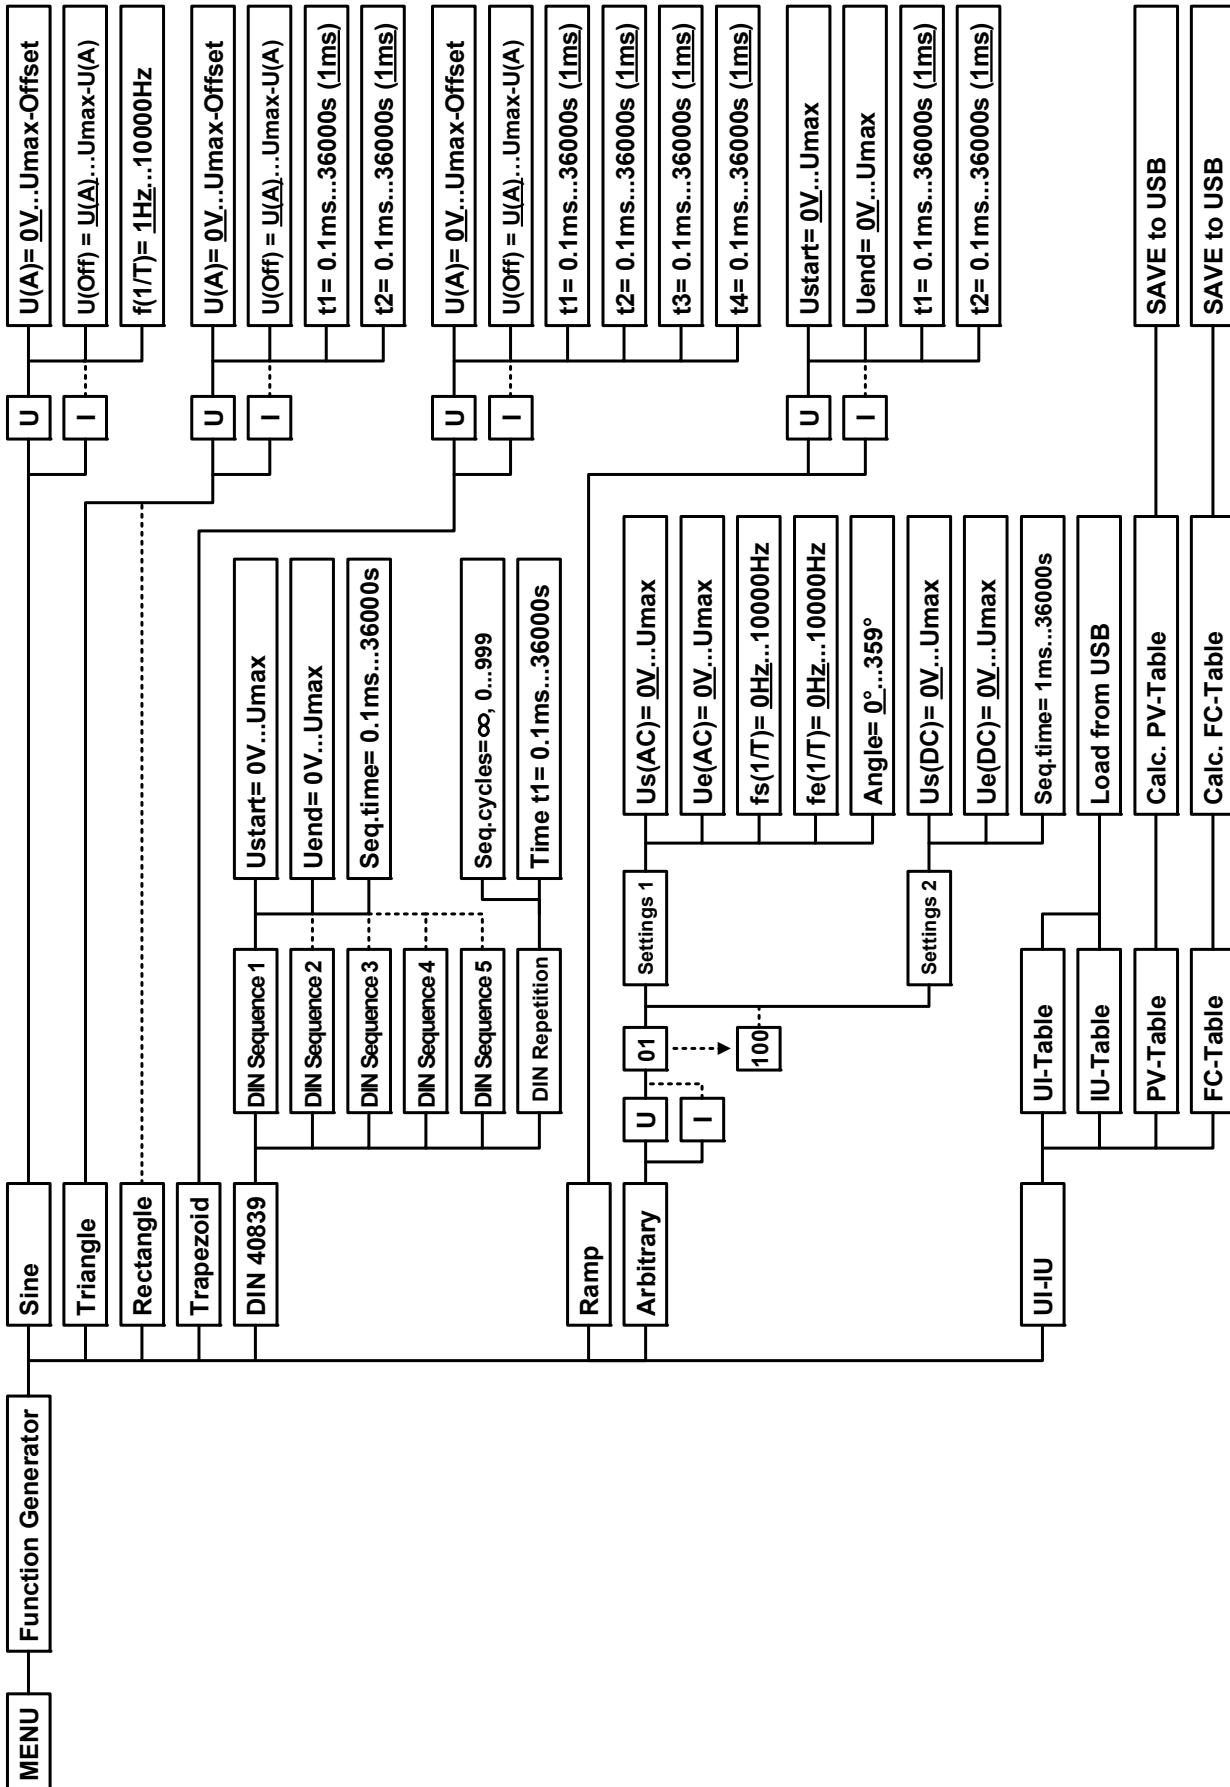 MENU
Function Generator
Sine
U
I
U(A)= 0V...Umax-Offset
U(Off) = U(A)...Umax-U(A)
f(1/T)= 1Hz...10000Hz
Triangle
Rectangle
U
I
U(A)= 0V...Umax-Offset
U(Off) = U(A)...Umax-U(A)
t1= 0.1ms...36000s (1ms)
t2= 0.1ms...36000s (1ms)
Trapezoid
U
I
U(A)= 0V...Umax-Offset
U(Off) = U(A)...Umax-U(A)
t1= 0.1ms...36000s (1ms)
t2= 0.1ms...36000s (1ms)
t3= 0.1ms...36000s (1ms)
t4= 0.1ms...36000s (1ms)
DIN 40839
DIN Sequence 1
DIN Sequence 2
DIN Sequence 3
DIN Sequence 4
DIN Sequence 5
DIN Repetition
Ustart= 0V...Umax
Uend= 0V...Umax
Seq.time= 0.1ms...36000s
Seq.cycles=∞, 0...999
Time t1= 0.1ms...36000s
Ramp
U
I
Ustart= 0V...Umax
Uend= 0V...Umax
t1= 0.1ms...36000s (1ms)
t2= 0.1ms...36000s (1ms)
Arbitrary
U
I
01
100
Settings 1
Us(AC)= 0V...Umax
Ue(AC)= 0V...Umax
fs(1/T)= 0Hz...10000Hz
fe(1/T)= 0Hz...10000Hz
Angle= 0°...359°
Settings 2
Us(DC)= 0V...Umax
Ue(DC)= 0V...Umax
Seq.time= 1ms...36000s
UI-IU
UI-Table
IU-Table
Load from USB
PV-Table
Calc. PV-Table
SAVE to USB
FC-Table
Calc. FC-Table
SAVE to USB